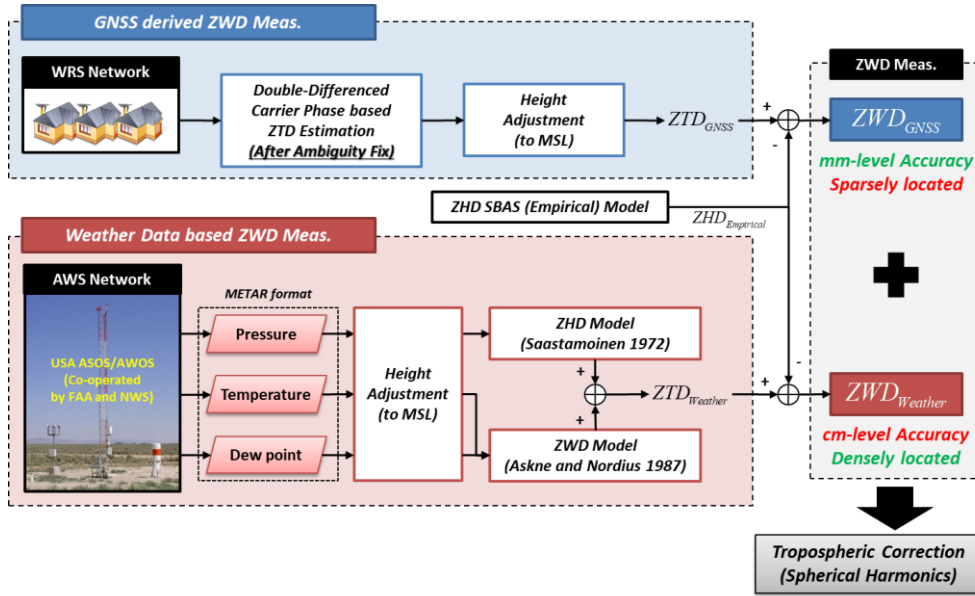 GNSS derived ZWD Meas.
WRS Network
Double-Differenced
Carrier Phase based
ZTD Estimation
(After Ambiguity Fix)
Height
Adjustment
(to MSL)
ZTD_GNSS
+
-
ZHD SBAS (Empirical) Model
ZHD_Empirical
Weather Data based ZWD Meas.
AWS Network
USA ASOS/AWOS
(Co-operated
by FAA and NWS)
METAR format
Pressure
Temperature
Dew point
Height
Adjustment
(to MSL)
ZHD Model
(Saastamoinen 1972)
+
+
ZTD_Weather
ZWD Model
(Askne and Nordius 1987)
+
-
ZWD Meas.
ZWD_GNSS
mm-level Accuracy
Sparsely located
ZWD_Weather
cm-level Accuracy
Densely located
Tropospheric Correction
(Spherical Harmonics)